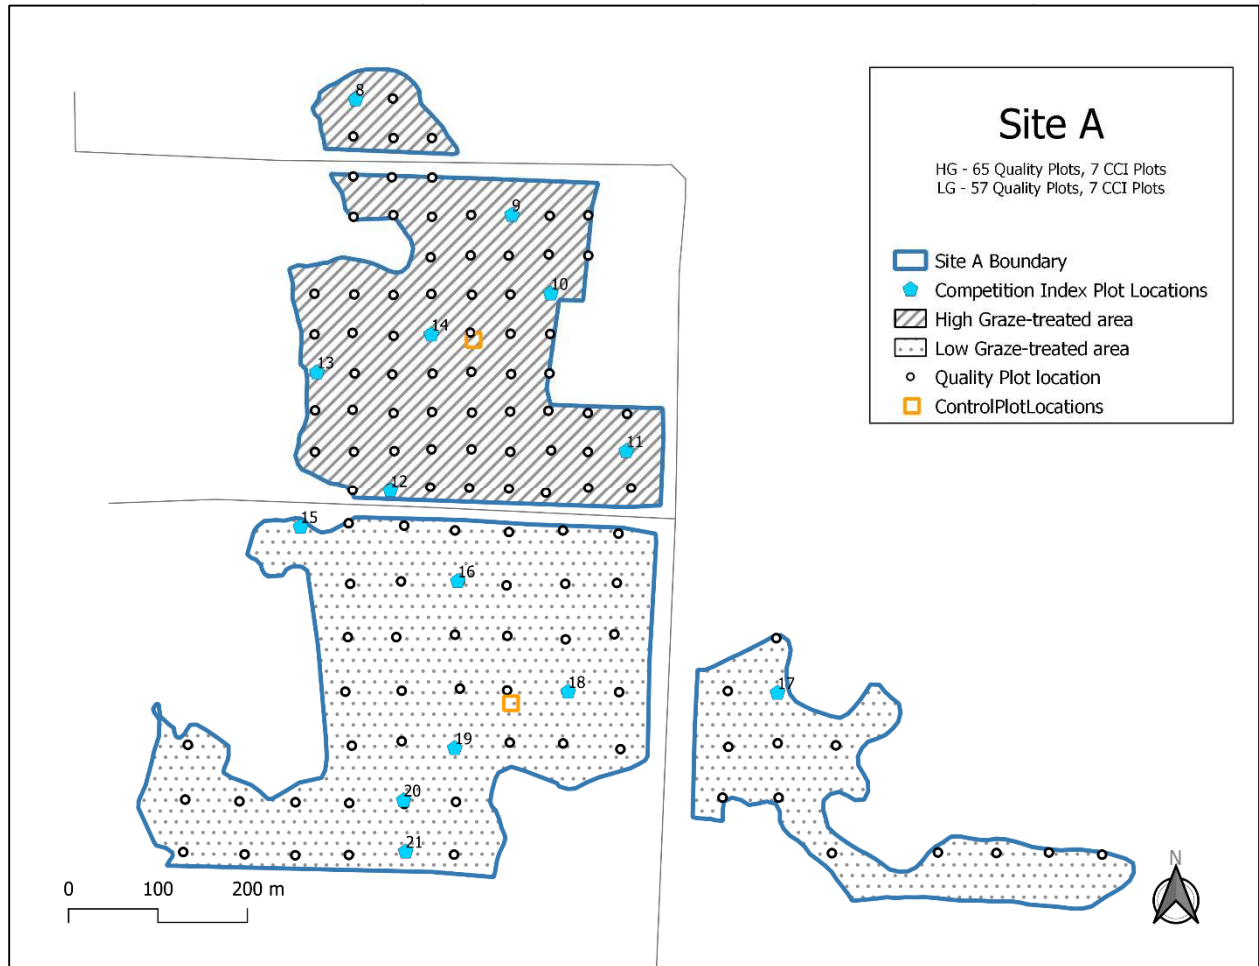 Site A
HG - 65 Quality Plots, 7 CCI Plots
LG - 57 Quality Plots, 7 CCI Plots
Site A Boundary
Competition Index Plot Locations
High Graze-treated area
Low Graze-treated area
Quality Plot location
ControlPlotLocations
8
9
10
14
13
11
12
15
16
18
17
19
20
21
0 100 200 m
N